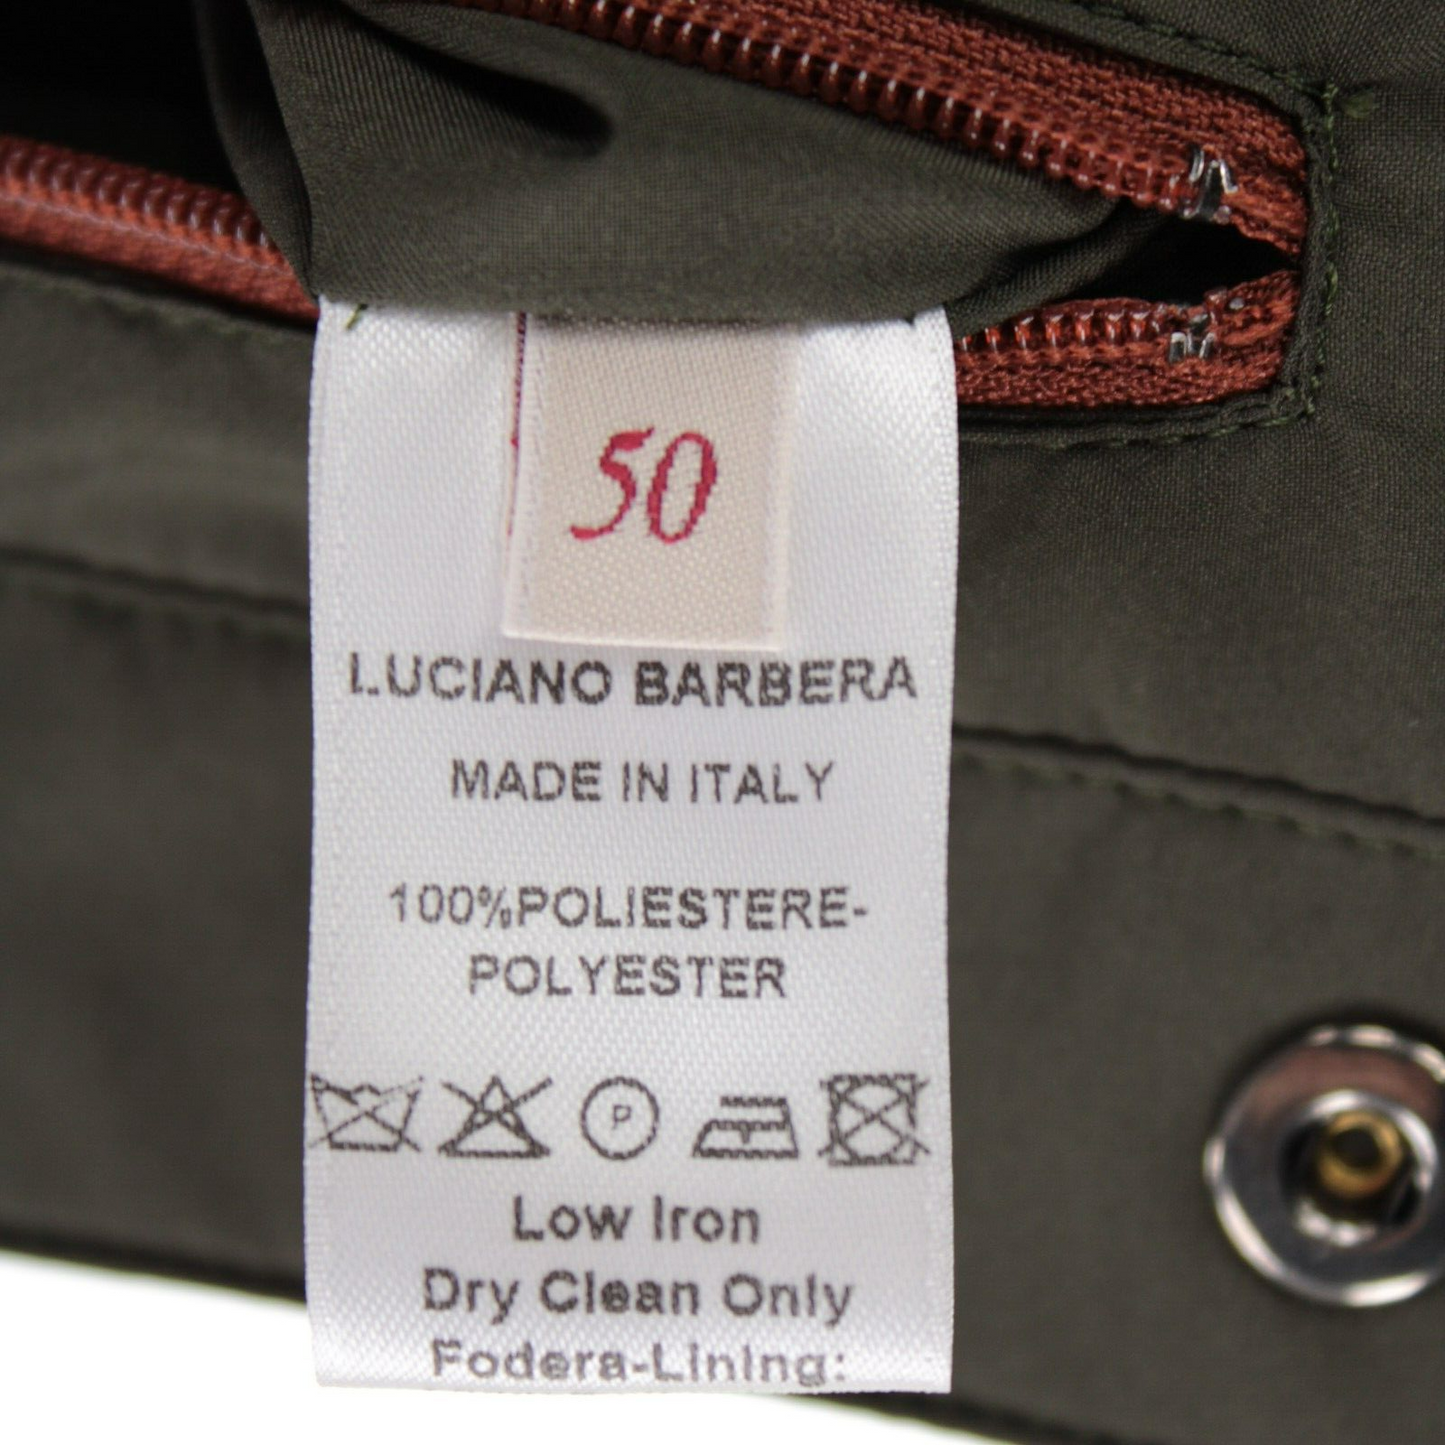 50
LUCIANO BARBERA
MADE IN ITALY
100%POLIESTERE-
POLYESTER
P
Low Iron
Dry Clean Only
Fodera-Lining: